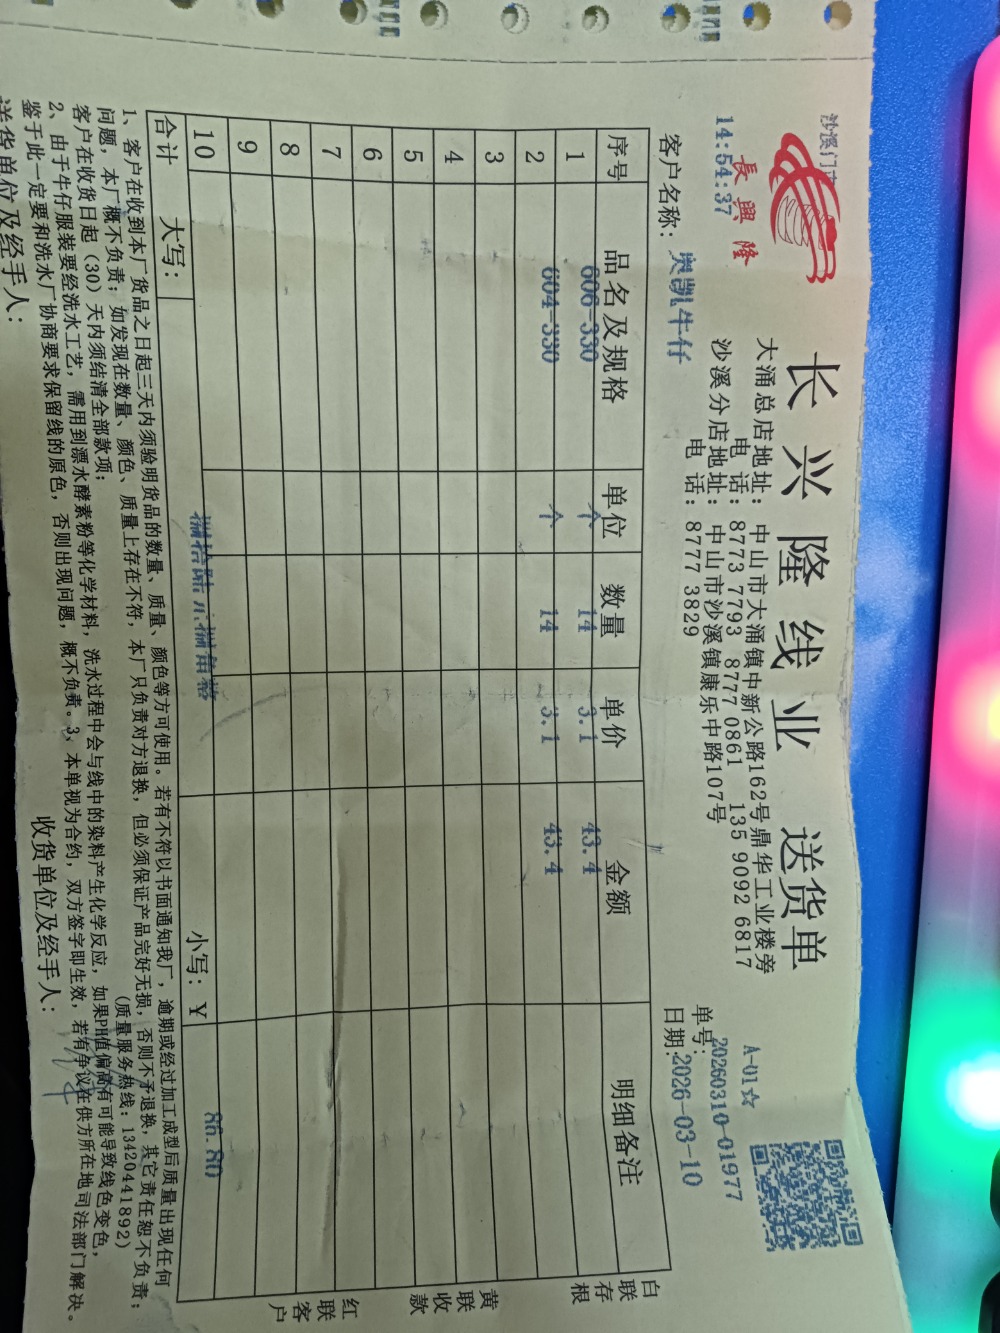 沙溪门
14:54:37
長興隆
长兴隆线业 送货单
大涌总店地址： 中山市大涌镇中新公路162号鼎华工业楼旁
电 话：8773 7793 8777 0861 135 9092 6817
沙溪分店地址： 中山市沙溪镇康乐中路107号
电 话：8777 3829
A-01☆
单号：20260310-01977
日期：2026-03-10
客户名称： 奥凯牛仔
序号 品名及规格 单位 数量 单价 金额 明细备注
1 606-330 个 14 3.1 43.4
2 604-330 个 14 3.1 43.4
3
4
5
6
7
8
9
10
合计 大写： 捌拾陆元捌角整 小写：￥ 86.80
白联存根
黄联收款
红联客户
1、客户在收到本厂货品之日起三天内须验明货品的数量、质量、颜色等方可使用。若有不符以书面通知我厂，逾期或经过加工成型后质量出现任何
问题，本厂概不负责；如发现在数量、颜色、质量上存在不符，本厂只负责对方退换，但必须保证产品完好无损，否则不予退换，其它责任恕不负责；
客户在收货日起（30）天内须结清全部款项； (质量服务热线：13420441892)
2、由于牛仔服装要经洗水工艺，需用到漂水酵素粉等化学材料，洗水过程中会与线中的染料产生化学反应，如果PH值偏高有可能导致线色变色，
鉴于此一定要和洗水厂协商要求保留线的原色，否则出现问题，概不负责。3、本单视为合约，双方签字即生效，若有争议在供方所在地司法部门解决。
送货单位及经手人： 收货单位及经手人：